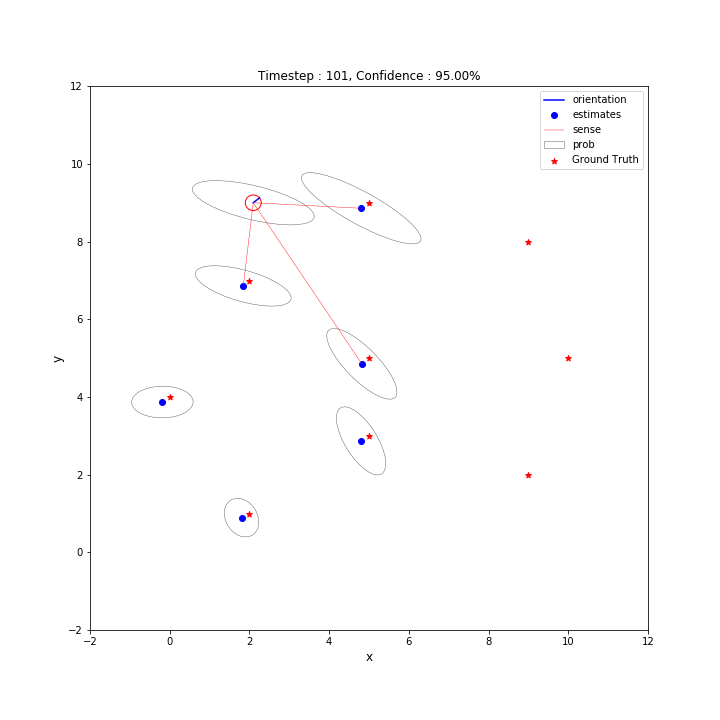 Timestep : 101, Confidence : 95.00%
orientation
estimates
sense
prob
Ground Truth
12
10
8
6
4
2
0
−2
y
−2 0 2 4 6 8 10 12
x